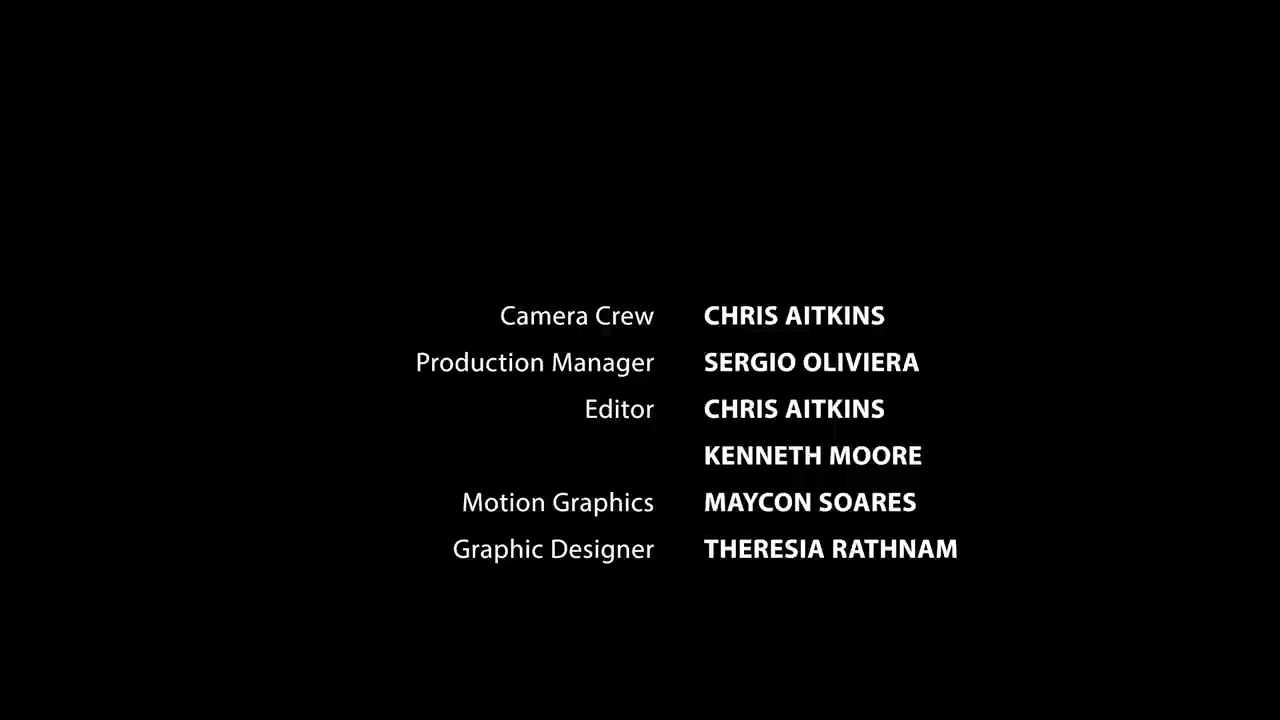 Camera Crew CHRIS AITKINS
Production Manager SERGIO OLIVIERA
Editor CHRIS AITKINS
KENNETH MOORE
Motion Graphics MAYCON SOARES
Graphic Designer THERESIA RATHNAM